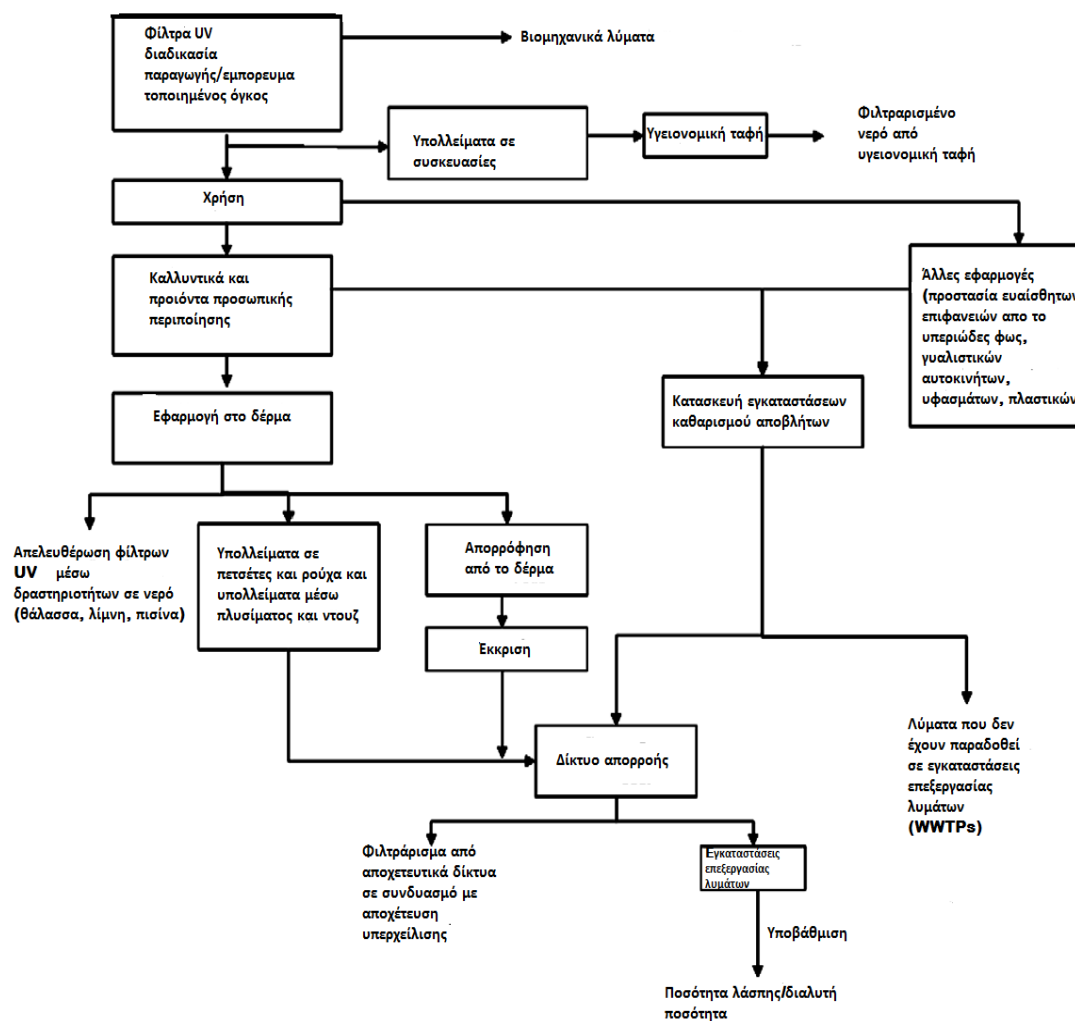 Φίλτρα UV
διαδικασία
παραγωγής/εμπορευμα
τοποιημένος όγκος
Βιομηχανικά λύματα
Υπολλείματα σε
συσκευασίες
Υγειονομική ταφή
Φιλτραρισμένο
νερό από
υγειονομική ταφή
Χρήση
Καλλυντικά και
προιόντα προσωπικής
περιποίησης
Άλλες εφαρμογές
(προστασία ευαίσθητων
επιφανειών απο το
υπεριώδες φως,
γυαλιστικών
αυτοκινήτων,
υφασμάτων, πλαστικών
Εφαρμογή στο δέρμα
Κατασκευή εγκαταστάσεων
καθαρισμού αποβλήτων
Απελευθέρωση φίλτρων
UV μέσω
δραστηριοτήτων σε νερό
(θάλασσα, λίμνη, πισίνα)
Υπολλείματα σε
πετσέτες και ρούχα και
υπολλείματα μέσω
πλυσίματος και ντουζ
Απορρόφηση
από το δέρμα
Έκκριση
Δίκτυο απορροής
Λύματα που δεν
έχουν παραδοθεί
σε εγκαταστάσεις
επεξεργασίας
λυμάτων
(WWTPs)
Φιλτράρισμα από
αποχετευτικά δίκτυα
σε συνδυασμό με
αποχέτευση
υπερχείλισης
Εγκαταστάσεις
επεξεργασίας
λυμάτων
Υποβάθμιση
Ποσότητα λάσπης/διαλυτή
ποσότητα